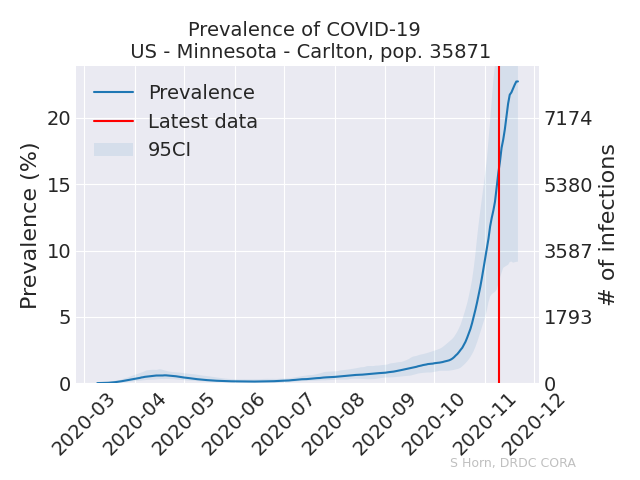 Prevalence of COVID-19
US - Minnesota - Carlton, pop. 35871
Prevalence
Latest data
95CI
Prevalence (%)
20
15
10
5
0
7174
5380
3587
1793
0
# of infections
2020-03
2020-04
2020-05
2020-06
2020-07
2020-08
2020-09
2020-10
2020-11
2020-12
S Horn, DRDC CORA